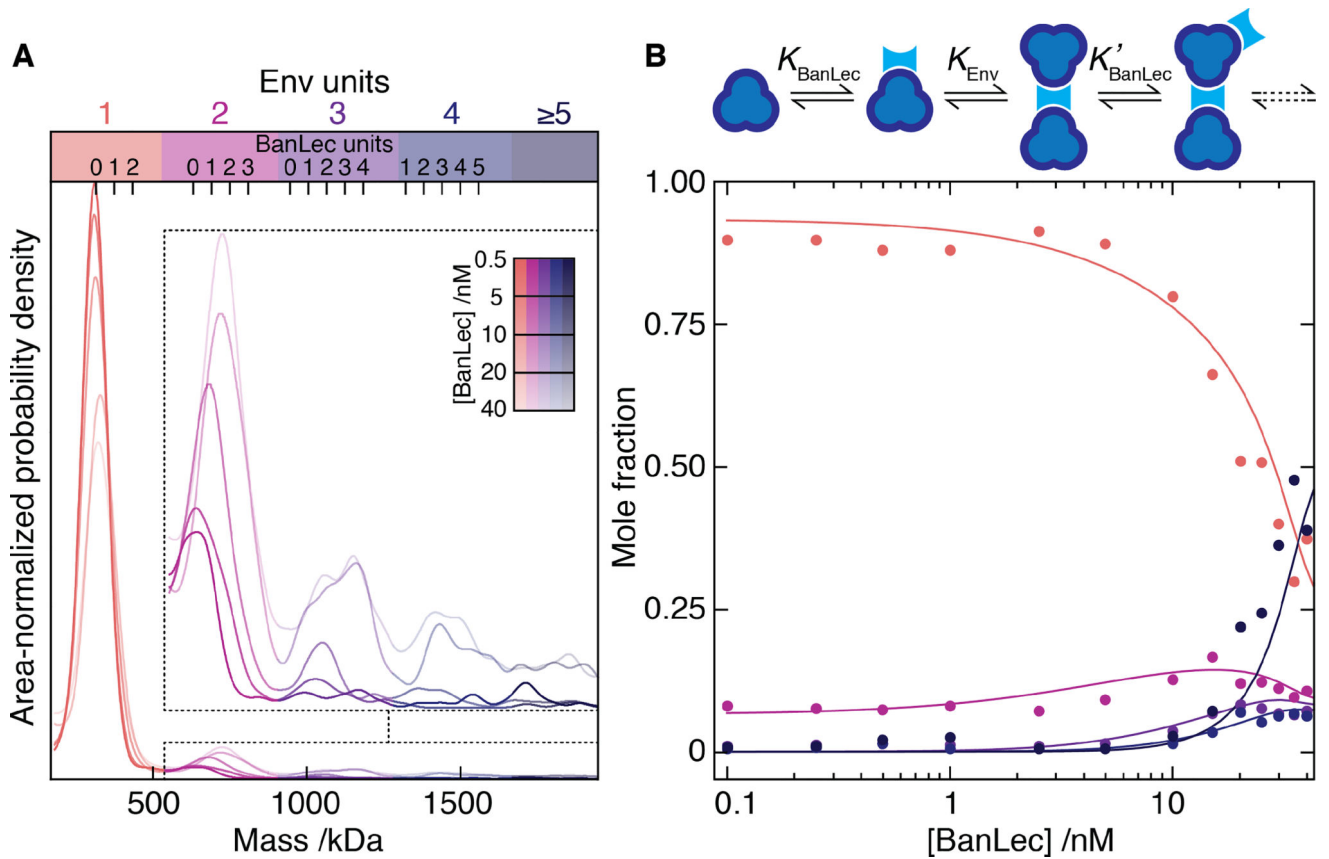 A
Env units
1 2 3 4 ≥5
BanLec units
0 1 2 0 1 2 3 0 1 2 3 4 1 2 3 4 5
Area-normalized probability density
[BanLec] /nM
0.5
5
10
20
40
500 1000 1500
Mass /kDa
B
K_BanLec K_Env K′_BanLec
Mole fraction
1.00
0.75
0.50
0.25
0
0.1 1 10
[BanLec] /nM